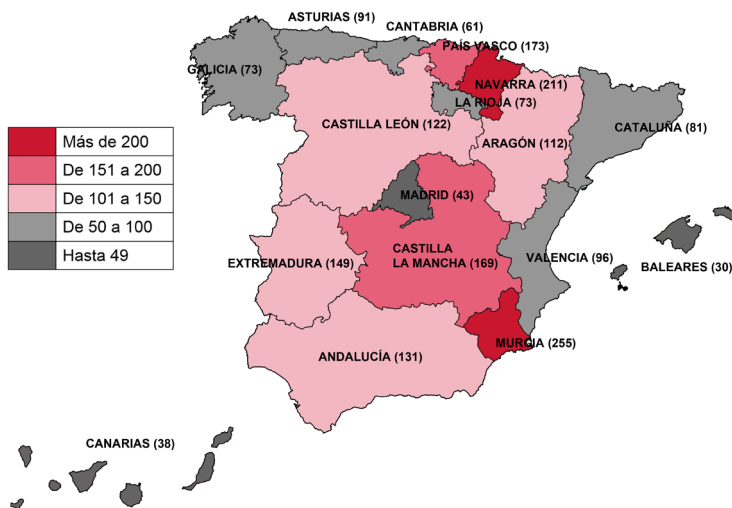 ASTURIAS (91)
CANTABRIA (61)
PAÍS VASCO (173)
GALICIA (73)
NAVARRA (211)
LA RIOJA (73)
CASTILLA LEÓN (122)
CATALUÑA (81)
ARAGÓN (112)
Más de 200
De 151 a 200
De 101 a 150
De 50 a 100
Hasta 49
MADRID (43)
CASTILLA
LA MANCHA (169)
EXTREMADURA (149)
VALENCIA (96)
BALEARES (30)
MURCIA (255)
ANDALUCÍA (131)
CANARIAS (38)